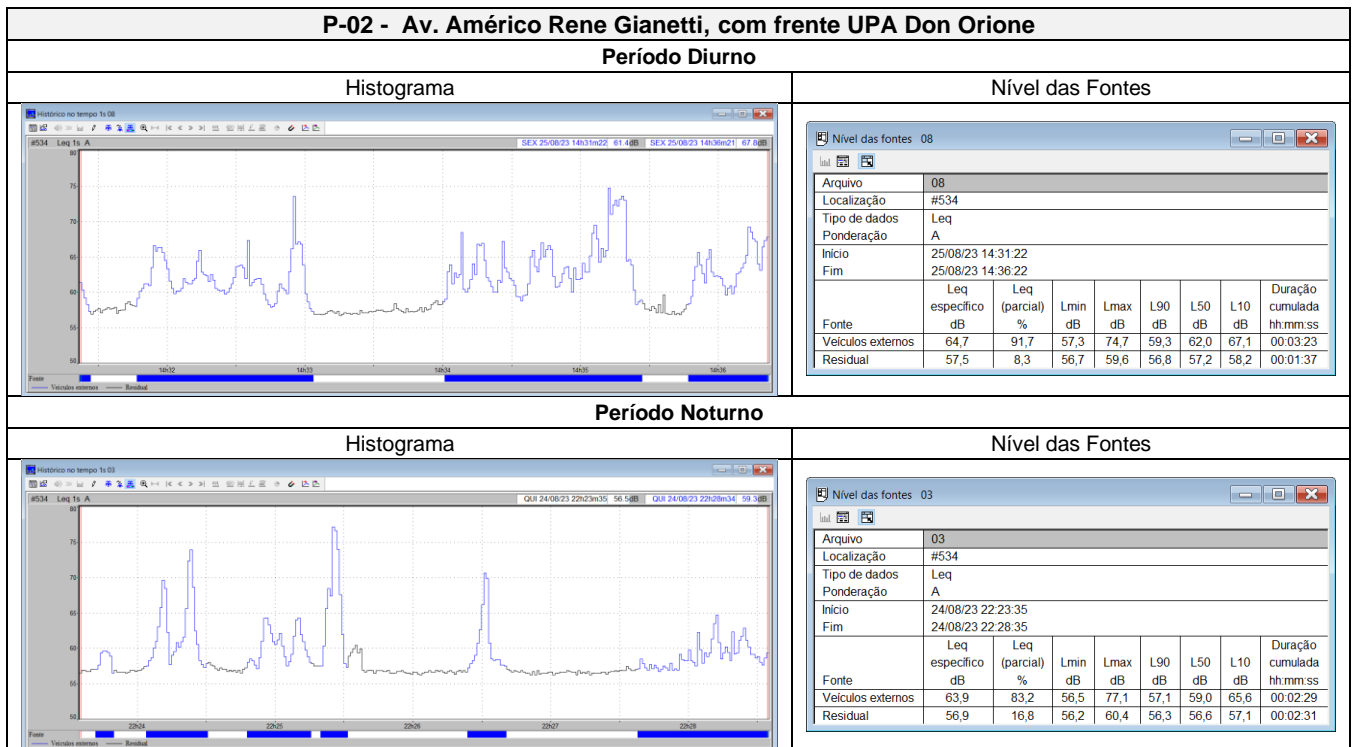 P-02 - Av. Américo Rene Gianetti, com frente UPA Don Orione
Período Diurno
Histograma Nível das Fontes
Histórico no tempo 1s 08
#534 Leq 1s A SEX 25/08/23 14h31m22 61.4dB SEX 25/08/23 14h36m21 67.8dB
80
75
70
65
60
55
50
14h32 14h33 14h34 14h35 14h36
Fonte
Veículos externos Residual
Nível das fontes 08
Arquivo 08
Localização #534
Tipo de dados Leq
Ponderação A
Início 25/08/23 14:31:22
Fim 25/08/23 14:36:22
Leq Leq Duração
específico (parcial) Lmin Lmax L90 L50 L10 cumulada
Fonte dB % dB dB dB dB dB hh:mm:ss
Veículos externos 64,7 91,7 57,3 74,7 59,3 62,0 67,1 00:03:23
Residual 57,5 8,3 56,7 59,6 56,8 57,2 58,2 00:01:37
Período Noturno
Histograma Nível das Fontes
Histórico no tempo 1s 03
#534 Leq 1s A QUI 24/08/23 22h23m35 56.5dB QUI 24/08/23 22h28m34 59.3dB
80
75
70
65
60
55
50
22h24 22h25 22h26 22h27 22h28
Fonte
Veículos externos Residual
Nível das fontes 03
Arquivo 03
Localização #534
Tipo de dados Leq
Ponderação A
Início 24/08/23 22:23:35
Fim 24/08/23 22:28:35
Leq Leq Duração
específico (parcial) Lmin Lmax L90 L50 L10 cumulada
Fonte dB % dB dB dB dB dB hh:mm:ss
Veículos externos 63,9 83,2 56,5 77,1 57,1 59,0 65,6 00:02:29
Residual 56,9 16,8 56,2 60,4 56,3 56,6 57,1 00:02:31